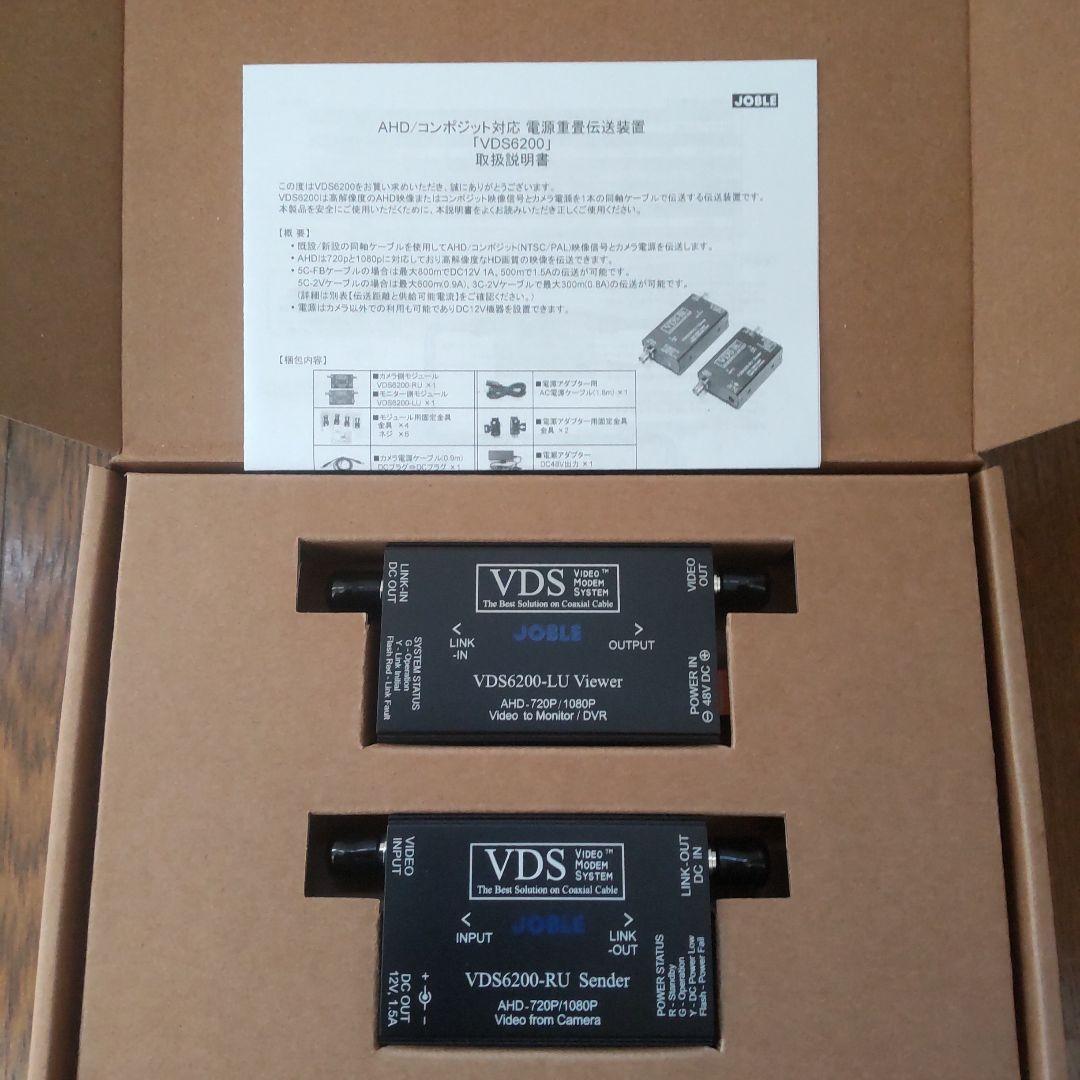 JOBLE
AHD/コンポジット対応 電源重畳伝送装置
「VDS6200」
取扱説明書
この度はVDS6200をお買い求めいただき、誠にありがとうございます。
VDS6200は高解像度のAHD映像またはコンポジット映像信号とカメラ電源を1本の同軸ケーブルで伝送する伝送装置です。
本製品を安全にご使用いただくために、本説明書をよくお読みいただき正しくご使用ください。
【概 要】
・既設/新設の同軸ケーブルを使用してAHD/コンポジット(NTSC/PAL)映像信号とカメラ電源を伝送します。
・AHDは720pと1080pに対応しており高解像度なHD画質の映像を伝送できます。
・5C-FBケーブルの場合は最大800mでDC12V 1A、500mで1.5Aの伝送が可能です。
5C-2Vケーブルの場合は最大600m(0.9A)、3C-2Vケーブルで最大300m(0.8A)の伝送が可能です。
(詳細は別表【伝送距離と供給可能電流】をご確認ください。)
・電源はカメラ以外での利用も可能でありDC12V機器を設置できます。
【梱包内容】
■カメラ側モジュール
VDS6200-RU ×1
■モニター側モジュール
VDS6200-LU ×1
■電源アダプター用
AC電源ケーブル(1.8m) ×1
■モジュール用固定金具
金具 ×4
ネジ ×8
■電源アダプター用固定金具
金具 ×2
■カメラ電源ケーブル(0.9m)
DCプラグ⇔DCプラグ ×1
■電源アダプター
DC48V出力 ×1
LINK-IN
DC OUT
VDS VIDEO™
MODEM
SYSTEM
The Best Solution on Coaxial Cable
VIDEO
OUT
<
LINK
-IN
JOBLE
>
OUTPUT
SYSTEM STATUS
G - Operation
Y - Link Initial
Flash Red - Link Fault
VDS6200-LU Viewer
AHD-720P/1080P
Video to Monitor / DVR
POWER IN
⊖ 48V DC ⊕
VIDEO
INPUT
VDS VIDEO™
MODEM
SYSTEM
The Best Solution on Coaxial Cable
LINK-OUT
DC IN
<
INPUT
JOBLE
>
LINK
-OUT
DC OUT
12V, 1.5A
+
-
VDS6200-RU Sender
AHD-720P/1080P
Video from Camera
POWER STATUS
R - Standby
G - Operation
Y - DC Power Low
Flash - Power Fail